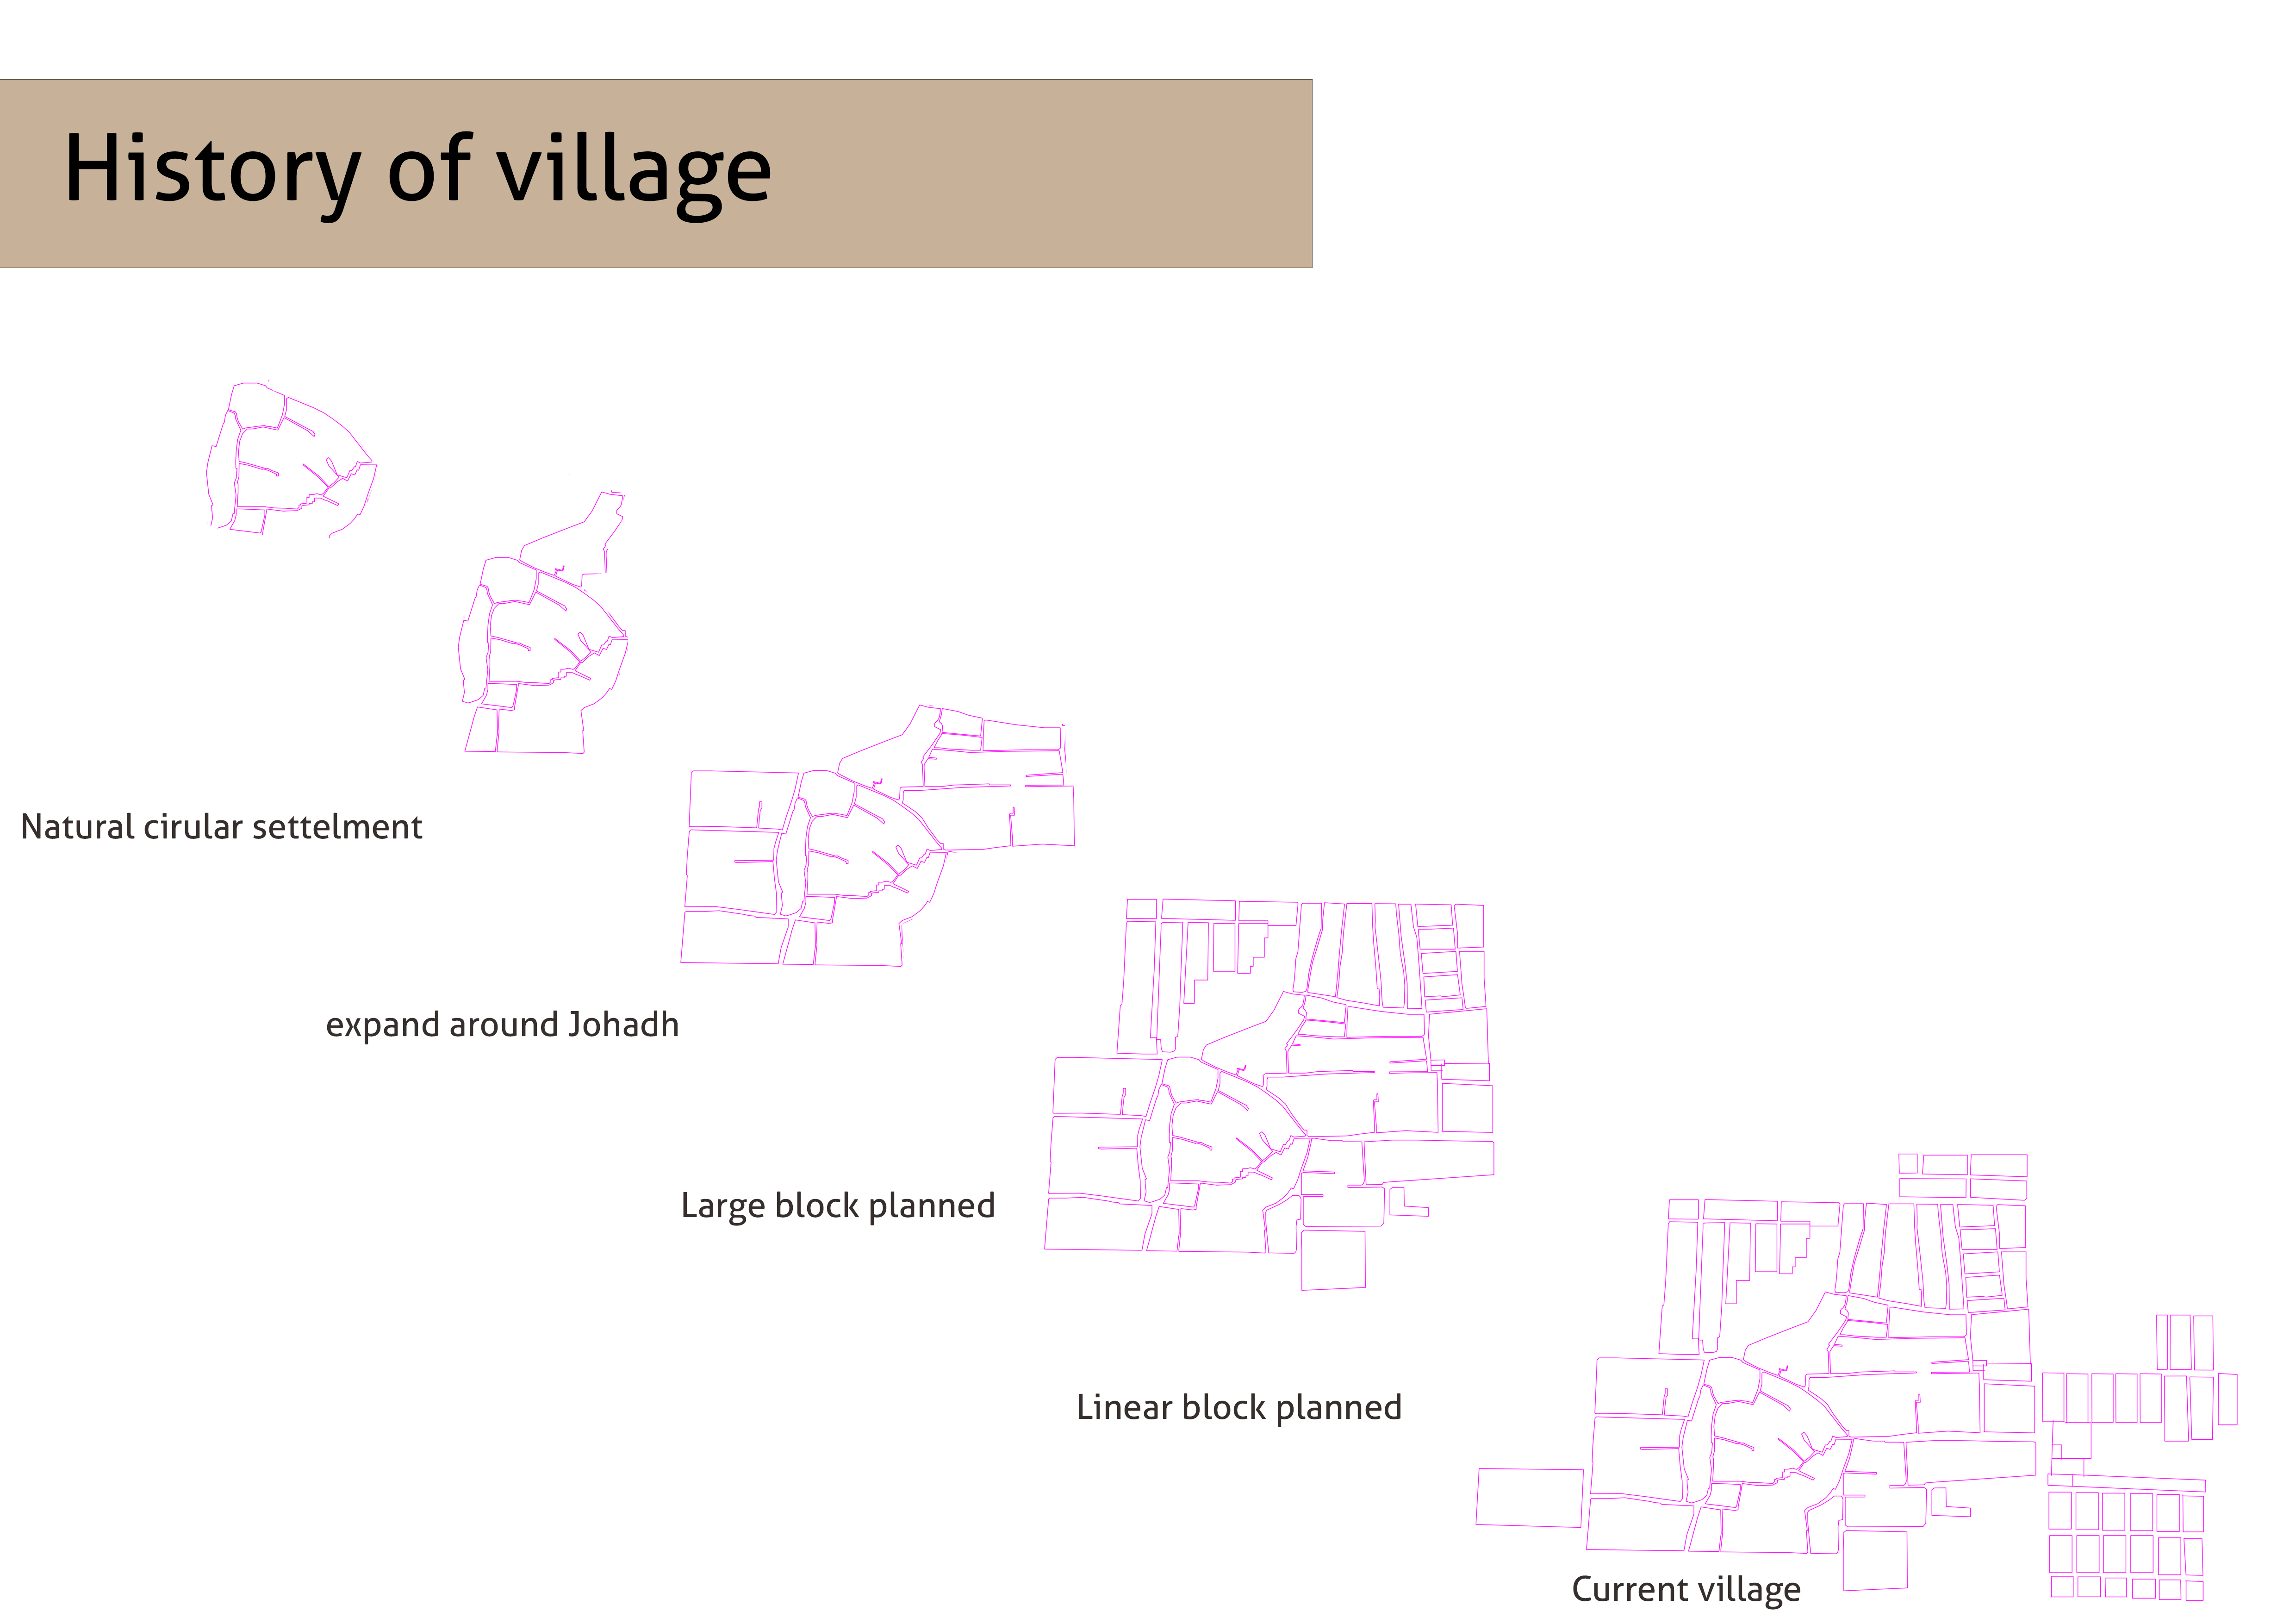 History of village
Natural cirular settelment
expand around Johadh
Large block planned
Linear block planned
Current village